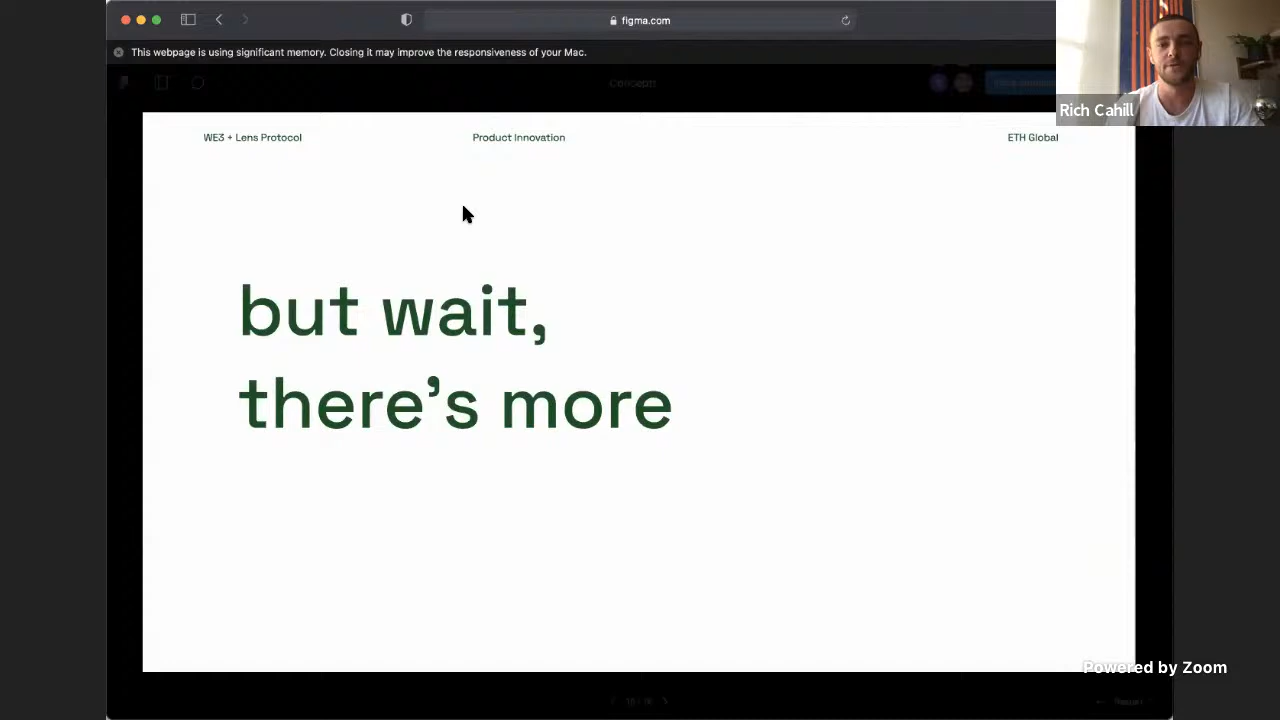 figma.com
This webpage is using significant memory. Closing it may improve the responsiveness of your Mac.
Concepts
Rich Cahill
WE3 + Lens Protocol
Product Innovation
ETH Global
but wait,
there’s more
Powered by Zoom